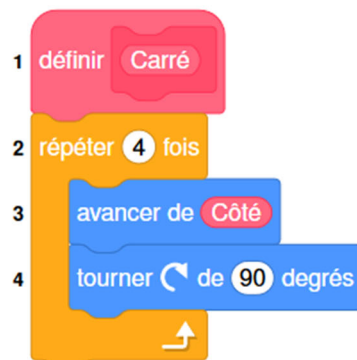 1 définir Carré
2 répéter 4 fois
3 avancer de Côté
4 tourner de 90 degrés